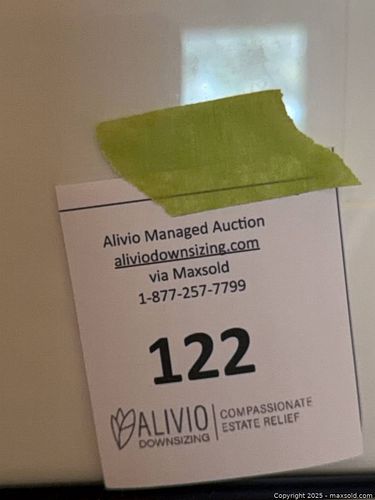 Alivio Managed Auction
aliviodownsizing.com
via Maxsold
1-877-257-7799
122
ALIVIO
DOWNSIZING
COMPASSIONATE
ESTATE RELIEF
Copyright 2025 - maxsold.com